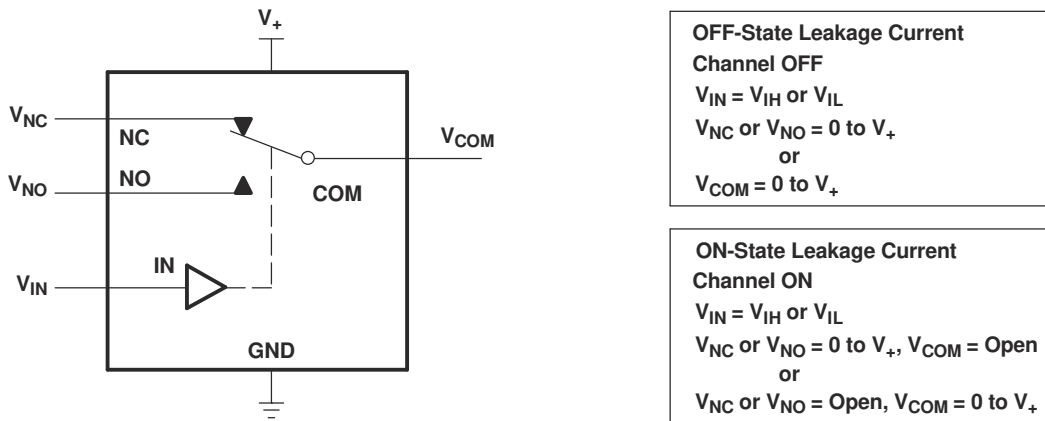 V+
VNC
NC
VCOM
VNO
NO
COM
VIN
IN
GND
OFF-State Leakage Current
Channel OFF
VIN = VIH or VIL
VNC or VNO = 0 to V+
or
VCOM = 0 to V+
ON-State Leakage Current
Channel ON
VIN = VIH or VIL
VNC or VNO = 0 to V+, VCOM = Open
or
VNC or VNO = Open, VCOM = 0 to V+